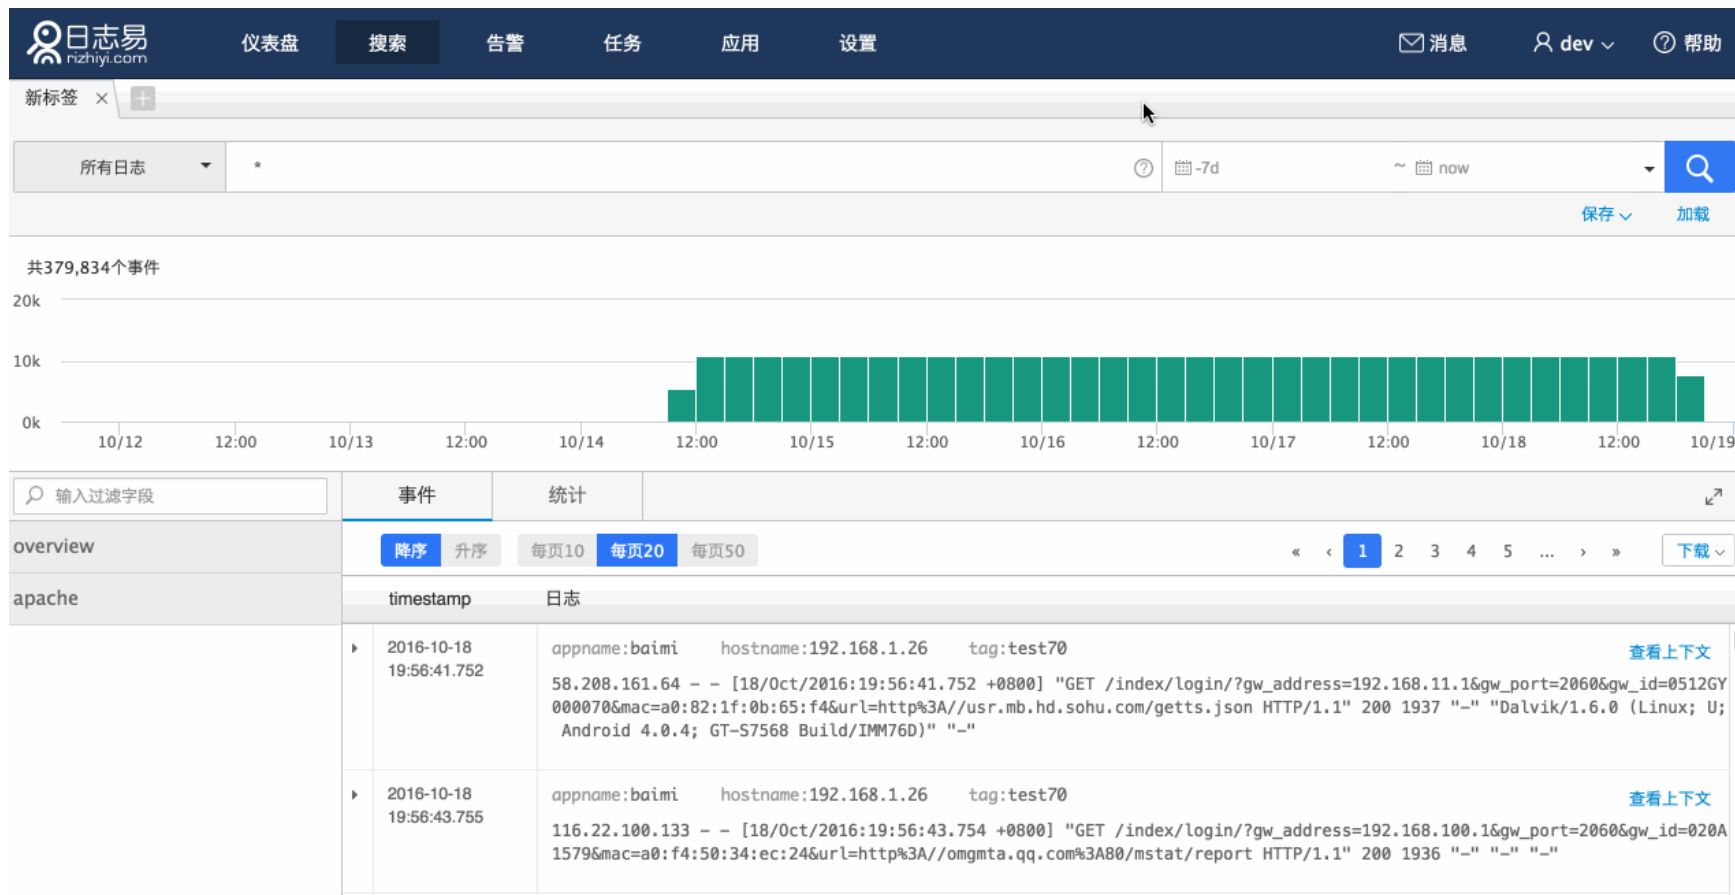 日志易
rizhiyi.com
仪表盘 搜索 告警 任务 应用 设置 消息 dev 帮助
新标签
所有日志 * -7d ~ now
保存 加载
共379,834个事件
20k
10k
0k
10/12 12:00 10/13 12:00 10/14 12:00 10/15 12:00 10/16 12:00 10/17 12:00 10/18 12:00 10/19
输入过滤字段 事件 统计
overview
降序 升序 每页10 每页20 每页50 « ‹ 1 2 3 4 5 ... › » 下载
apache
timestamp 日志
2016-10-18 appname:baimi hostname:192.168.1.26 tag:test70 查看上下文
19:56:41.752
58.208.161.64 - - [18/Oct/2016:19:56:41.752 +0800] "GET /index/login/?gw_address=192.168.11.1&gw_port=2060&gw_id=0512GY
000070&mac=a0:82:1f:0b:65:f4&url=http%3A//usr.mb.hd.sohu.com/getts.json HTTP/1.1" 200 1937 "-" "Dalvik/1.6.0 (Linux; U;
Android 4.0.4; GT-S7568 Build/IMM76D)" "-"
2016-10-18 appname:baimi hostname:192.168.1.26 tag:test70 查看上下文
19:56:43.755
116.22.100.133 - - [18/Oct/2016:19:56:43.754 +0800] "GET /index/login/?gw_address=192.168.100.1&gw_port=2060&gw_id=020A
1579&mac=a0:f4:50:34:ec:24&url=http%3A//omgmta.qq.com%3A80/mstat/report HTTP/1.1" 200 1936 "-" "-" "-"